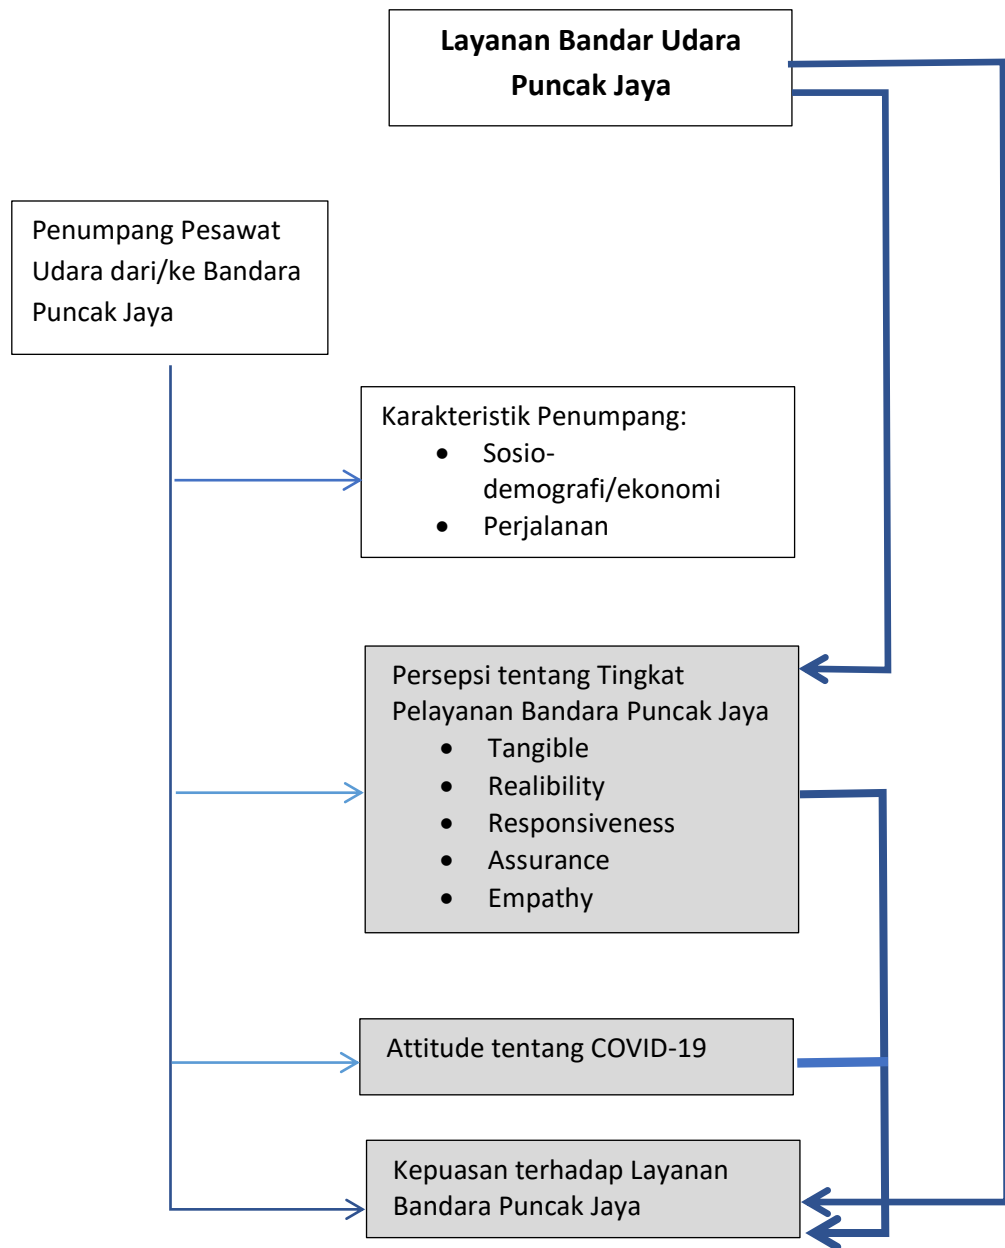 Layanan Bandar Udara
Puncak Jaya
Penumpang Pesawat
Udara dari/ke Bandara
Puncak Jaya
Karakteristik Penumpang:
• Sosio-
demografi/ekonomi
• Perjalanan
Persepsi tentang Tingkat
Pelayanan Bandara Puncak Jaya
• Tangible
• Realibility
• Responsiveness
• Assurance
• Empathy
Attitude tentang COVID-19
Kepuasan terhadap Layanan
Bandara Puncak Jaya